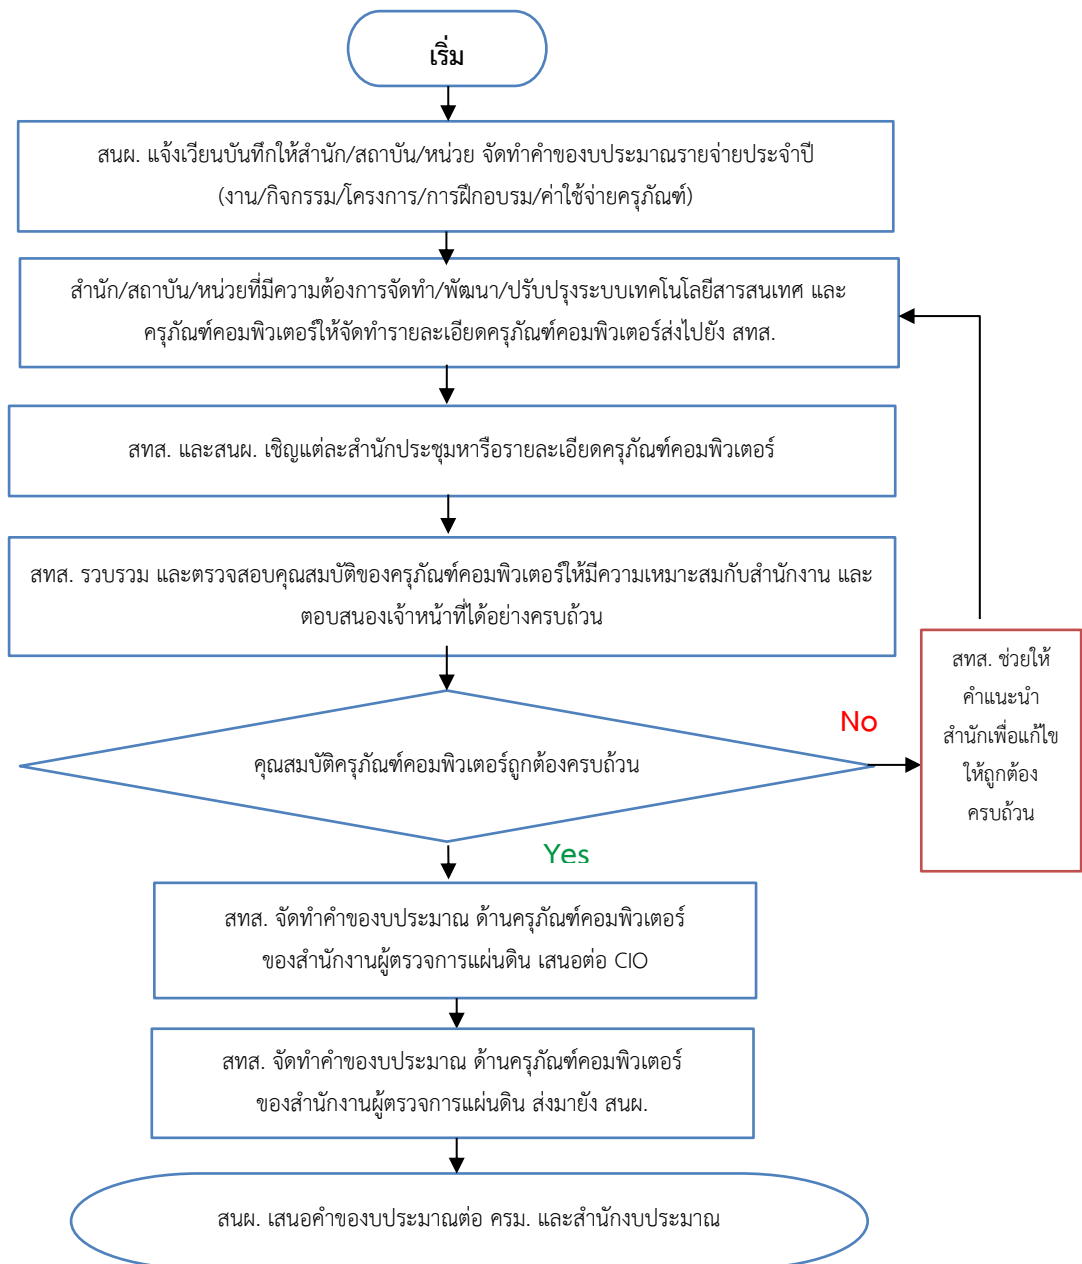 เริ่ม
สนผ. แจ้งเวียนบันทึกให้สำนัก/สถาบัน/หน่วย จัดทำคำของบประมาณรายจ่ายประจำปี
(งาน/กิจกรรม/โครงการ/การฝึกอบรม/ค่าใช้จ่ายครุภัณฑ์)
สำนัก/สถาบัน/หน่วยที่มีความต้องการจัดทำ/พัฒนา/ปรับปรุงระบบเทคโนโลยีสารสนเทศ และ
ครุภัณฑ์คอมพิวเตอร์ให้จัดทำรายละเอียดครุภัณฑ์คอมพิวเตอร์ส่งไปยัง สทส.
สทส. และสนผ. เชิญแต่ละสำนักประชุมหารือรายละเอียดครุภัณฑ์คอมพิวเตอร์
สทส. รวบรวม และตรวจสอบคุณสมบัติของครุภัณฑ์คอมพิวเตอร์ให้มีความเหมาะสมกับสำนักงาน และ
ตอบสนองเจ้าหน้าที่ได้อย่างครบถ้วน
คุณสมบัติครุภัณฑ์คอมพิวเตอร์ถูกต้องครบถ้วน
No
สทส. ช่วยให้
คำแนะนำ
สำนักเพื่อแก้ไข
ให้ถูกต้อง
ครบถ้วน
Yes
สทส. จัดทำคำของบประมาณ ด้านครุภัณฑ์คอมพิวเตอร์
ของสำนักงานผู้ตรวจการแผ่นดิน เสนอต่อ CIO
สทส. จัดทำคำของบประมาณ ด้านครุภัณฑ์คอมพิวเตอร์
ของสำนักงานผู้ตรวจการแผ่นดิน ส่งมายัง สนผ.
สนผ. เสนอคำของบประมาณต่อ ครม. และสำนักงบประมาณ